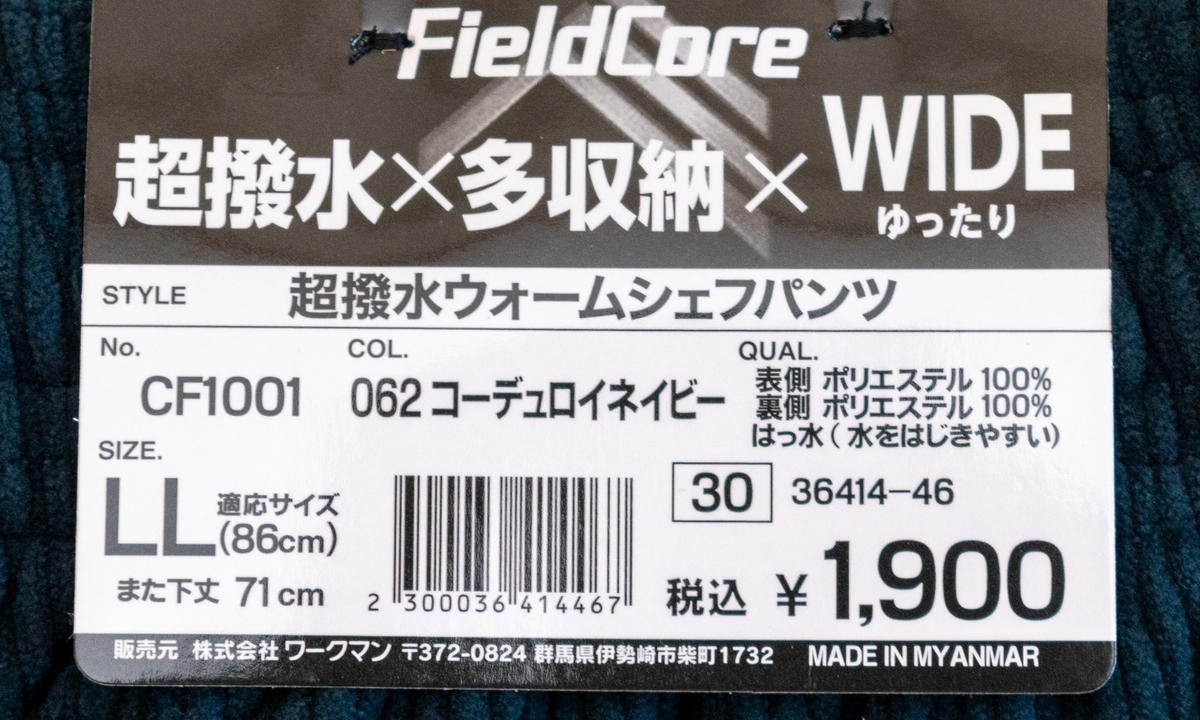 FieldCore
超撥水×多収納×WIDE
ゆったり
STYLE 超撥水ウォームシェフパンツ
No. COL. QUAL.
CF1001 062 コーデュロイネイビー
表側 ポリエステル 100%
裏側 ポリエステル 100%
はっ水(水をはじきやすい)
SIZE.
LL 適応サイズ
(86cm)
また下丈 71cm
2 300036 414467
30 36414-46
税込 ¥1,900
販売元 株式会社 ワークマン 〒372-0824 群馬県伊勢崎市柴町1732 MADE IN MYANMAR